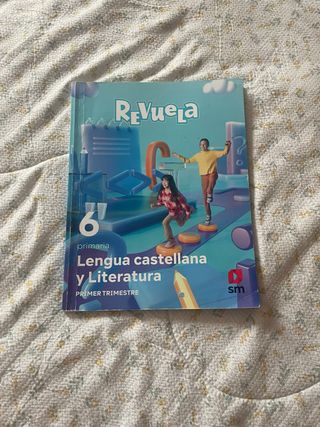 REVUELA
6
primaria
Lengua castellana
y Literatura
PRIMER TRIMESTRE
sm